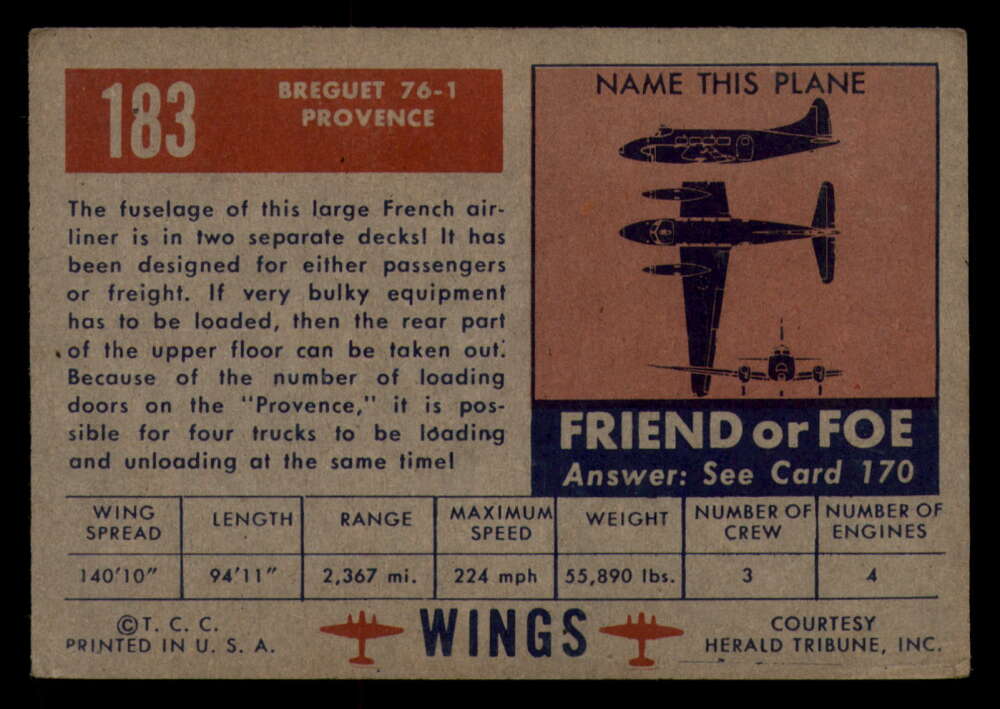 183
BREGUET 76-1
PROVENCE
The fuselage of this large French air-
liner is in two separate decks! It has
been designed for either passengers
or freight. If very bulky equipment
has to be loaded, then the rear part
of the upper floor can be taken out.
Because of the number of loading
doors on the "Provence," it is pos-
sible for four trucks to be loading
and unloading at the same time!
NAME THIS PLANE
FRIEND or FOE
Answer: See Card 170
WING SPREAD LENGTH RANGE MAXIMUM SPEED WEIGHT NUMBER OF CREW NUMBER OF ENGINES
140'10" 94'11" 2,367 mi. 224 mph 55,890 lbs. 3 4
©T. C. C.
PRINTED IN U. S. A.
WINGS
COURTESY
HERALD TRIBUNE, INC.